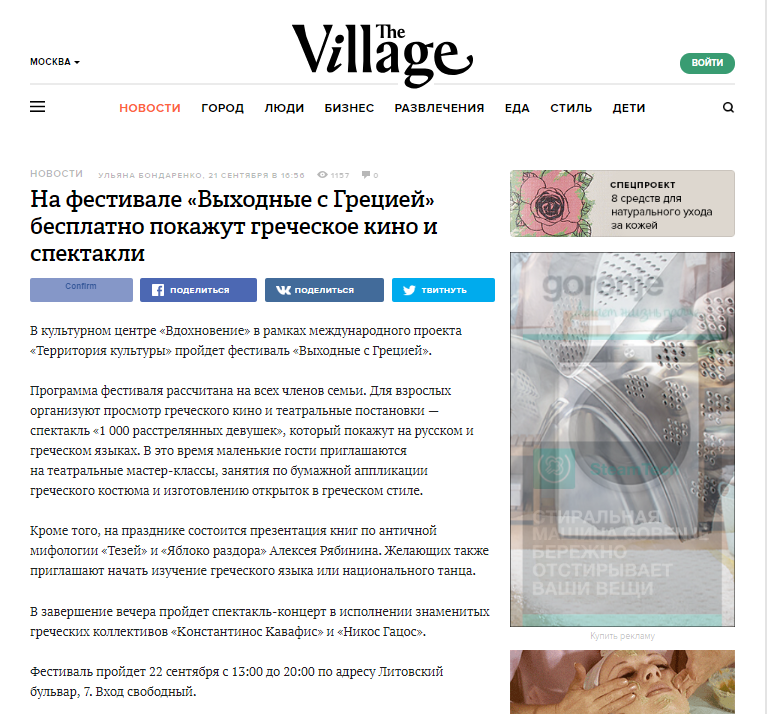 The Village
МОСКВА
ВОЙТИ
НОВОСТИ ГОРОД ЛЮДИ БИЗНЕС РАЗВЛЕЧЕНИЯ ЕДА СТИЛЬ ДЕТИ
НОВОСТИ УЛЬЯНА БОНДАРЕНКО, 21 СЕНТЯБРЯ В 16:56 1157 0
На фестивале «Выходные с Грецией»
бесплатно покажут греческое кино и
спектакли
Confirm ПОДЕЛИТЬСЯ ПОДЕЛИТЬСЯ ТВИТНУТЬ
В культурном центре «Вдохновение» в рамках международного проекта
«Территория культуры» пройдет фестиваль «Выходные с Грецией».
Программа фестиваля рассчитана на всех членов семьи. Для взрослых
организуют просмотр греческого кино и театральные постановки —
спектакль «1 000 расстрелянных девушек», который покажут на русском и
греческом языках. В это время маленькие гости приглашаются
на театральные мастер-классы, занятия по бумажной аппликации
греческого костюма и изготовлению открыток в греческом стиле.
Кроме того, на празднике состоится презентация книг по античной
мифологии «Тезей» и «Яблоко раздора» Алексея Рябинина. Желающих также
приглашают начать изучение греческого языка или национального танца.
В завершение вечера пройдет спектакль-концерт в исполнении знаменитых
греческих коллективов «Константинос Кавафис» и «Никос Гацос».
Фестиваль пройдет 22 сентября с 13:00 до 20:00 по адресу Литовский
бульвар, 7. Вход свободный.
СПЕЦПРОЕКТ
8 средств для
натурального ухода
за кожей
gorenje
СТИРАЛЬНАЯ
МАШИНА GORENJE
БЕРЕЖНО
ОТСТИРЫВАЕТ
ВАШИ ВЕЩИ
Купить рекламу